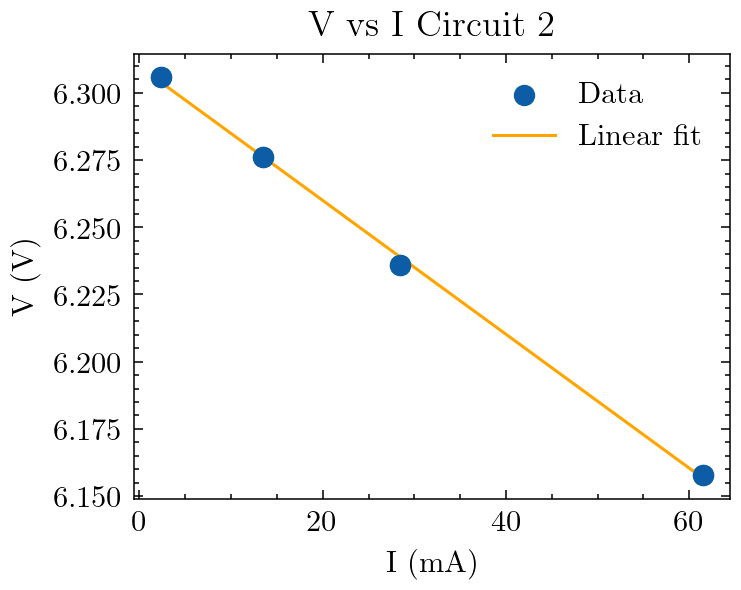 V vs I Circuit 2
Data
Linear fit
6.300
6.275
6.250
6.225
6.200
6.175
6.150
V (V)
0
20
40
60
I (mA)